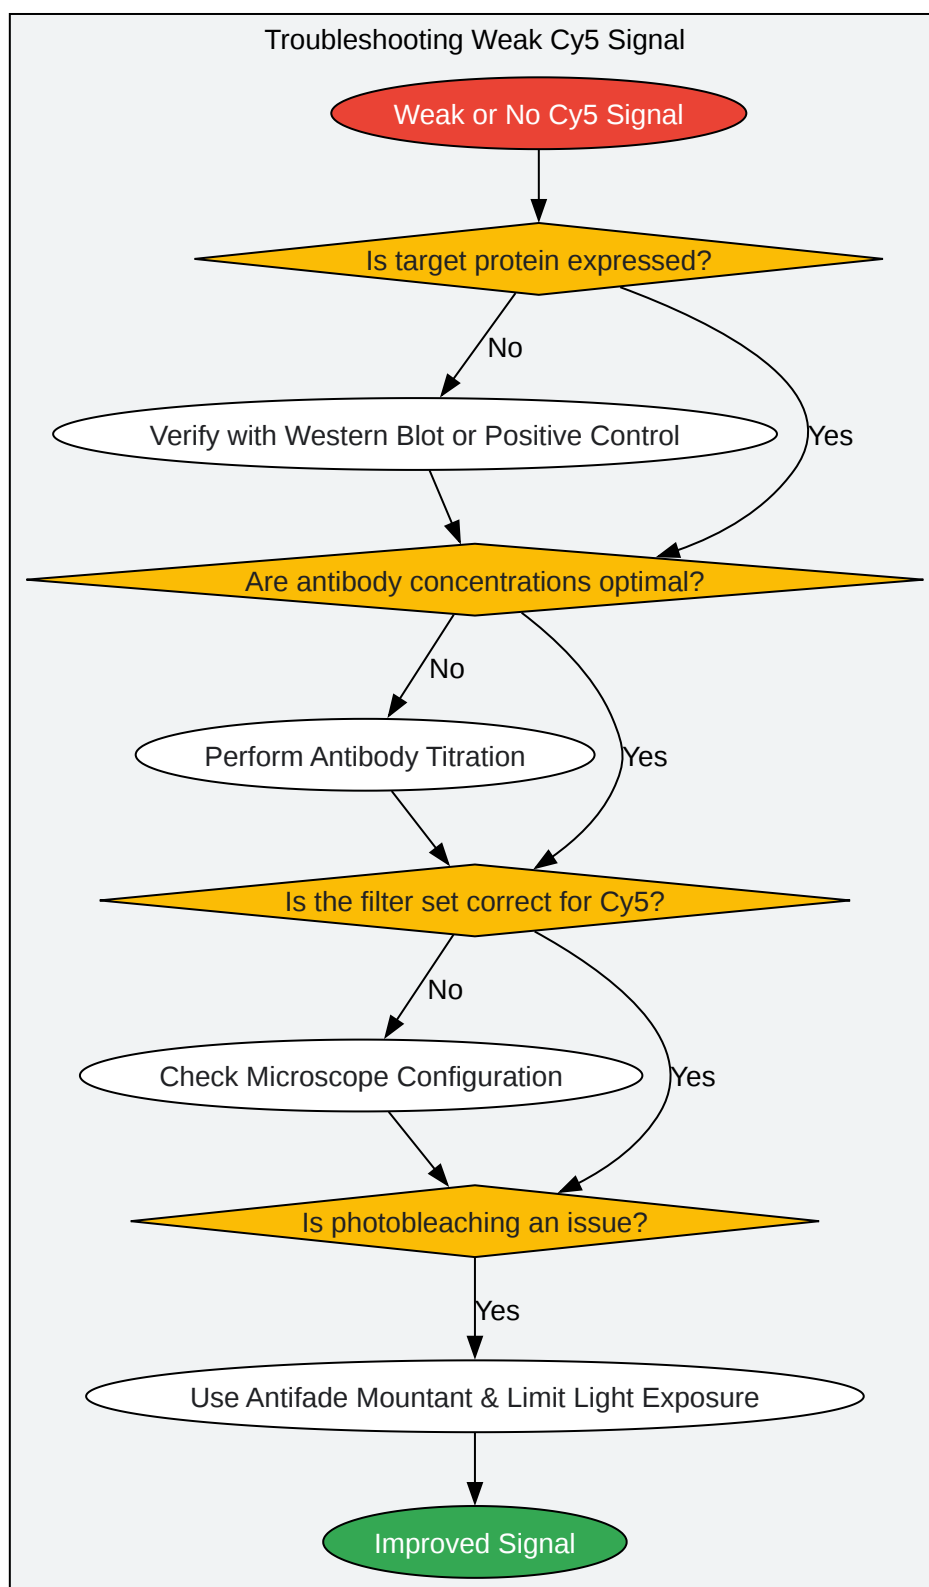 Troubleshooting Weak Cy5 Signal
Weak or No Cy5 Signal
Is target protein expressed?
No
Verify with Western Blot or Positive Control
Yes
Are antibody concentrations optimal?
No
Perform Antibody Titration
Yes
Is the filter set correct for Cy5?
No
Check Microscope Configuration
Yes
Is photobleaching an issue?
Yes
Use Antifade Mountant & Limit Light Exposure
Improved Signal